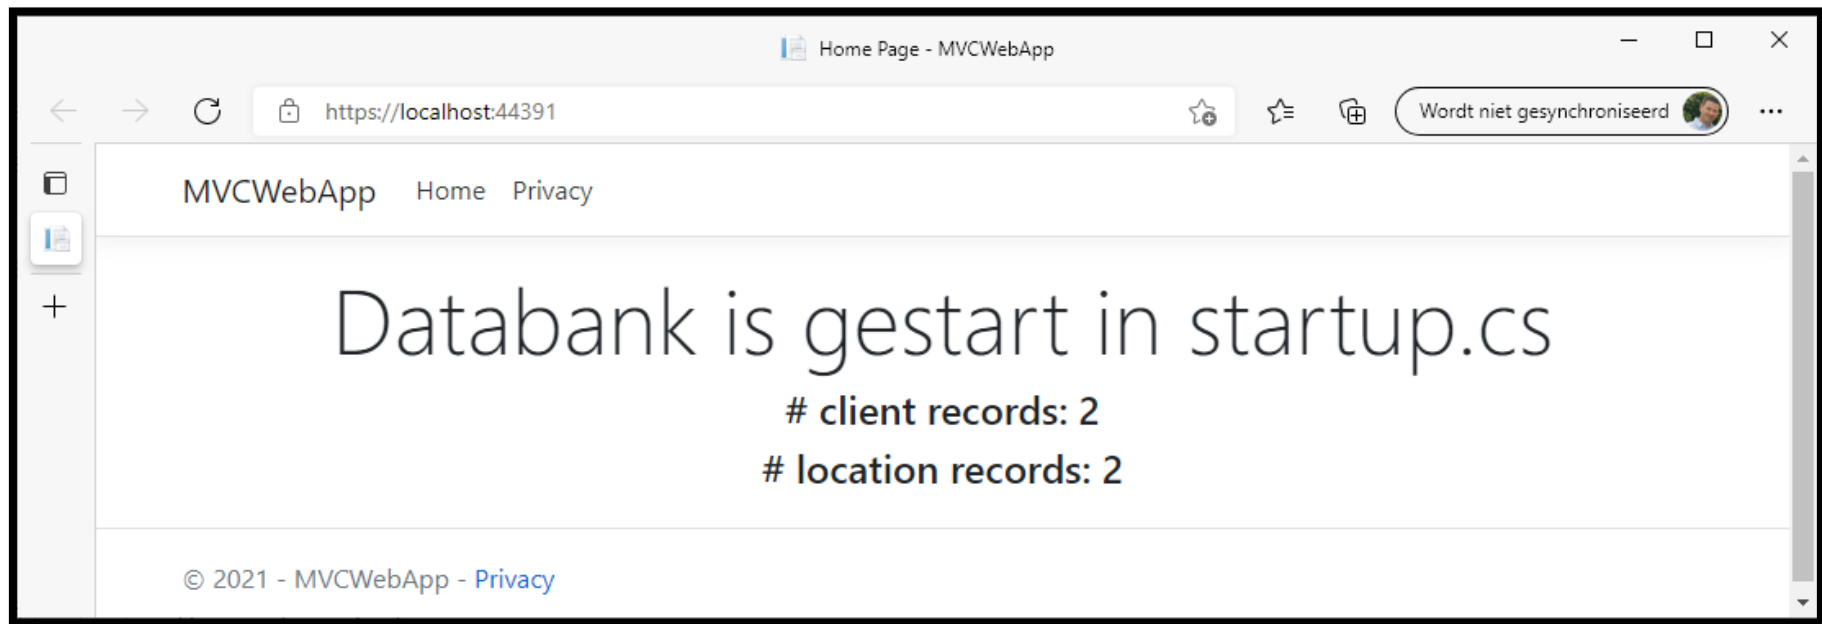 Home Page - MVCWebApp
https://localhost:44391
Wordt niet gesynchroniseerd
MVCWebApp Home Privacy
Databank is gestart in startup.cs
# client records: 2
# location records: 2
© 2021 - MVCWebApp - Privacy